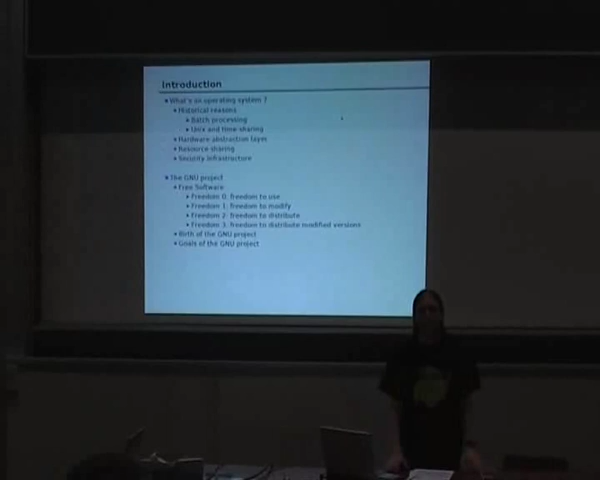 Introduction
What's an operating system ?
Historical reasons
Batch processing
Unix and time-sharing
Hardware abstraction layer
Resource sharing
Security infrastructure
The GNU project
Free Software
Freedom 0: freedom to use
Freedom 1: freedom to modify
Freedom 2: freedom to distribute
Freedom 3: freedom to distribute modified versions
Birth of the GNU project
Goals of the GNU project